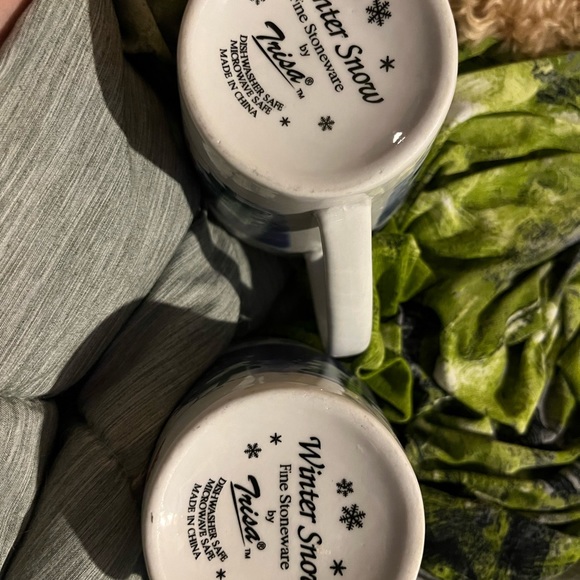 inter Snow
Fine Stoneware
by
Trisa® ™
DISHWASHER SAFE
MICROWAVE SAFE
MADE IN CHINA
Winter Snow
Fine Stoneware
by
Trisa® ™
DISHWASHER SAFE
MICROWAVE SAFE
MADE IN CHINA